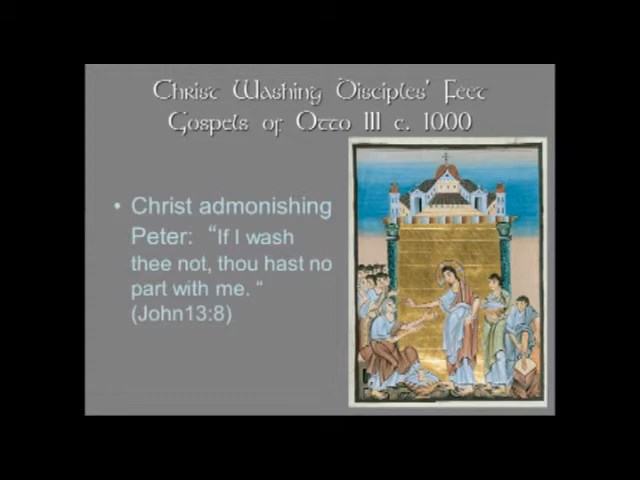 Christ Washing Disciples' Feet
Gospels of Otto III c. 1000
• Christ admonishing
Peter: "If I wash
thee not, thou hast no
part with me. "
(John13:8)